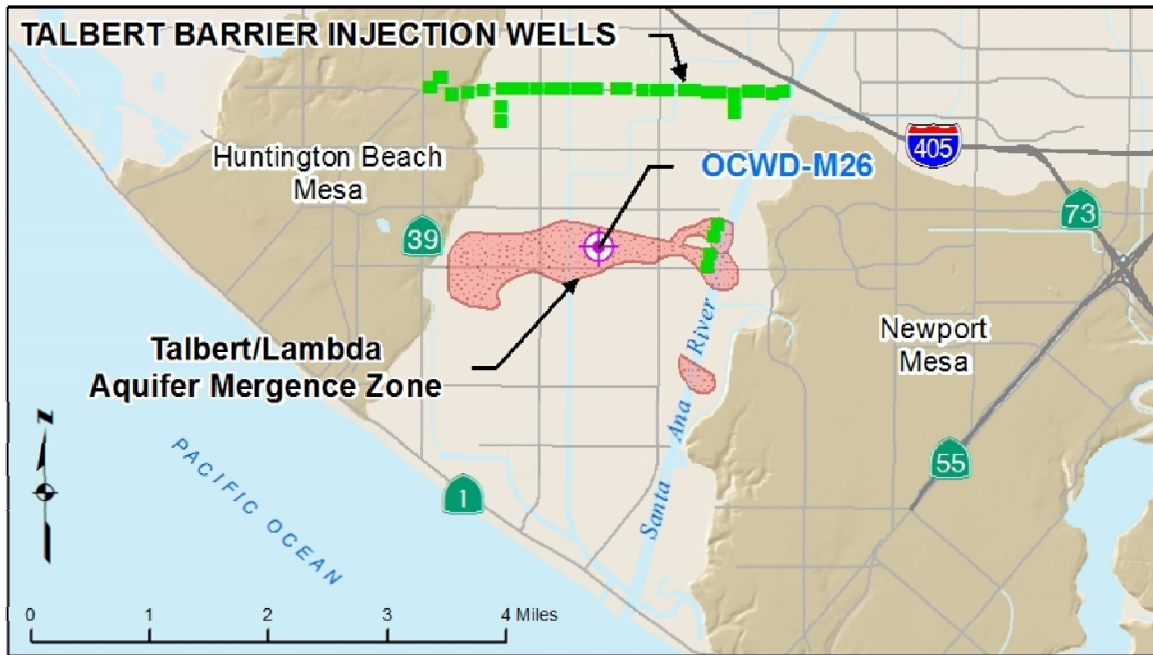 TALBERT BARRIER INJECTION WELLS
Huntington Beach
Mesa
OCWD-M26
405
73
39
Talbert/Lambda
Aquifer Mergence Zone
Santa Ana River
Newport
Mesa
N
PACIFIC OCEAN
1
55
0 1 2 3 4 Miles